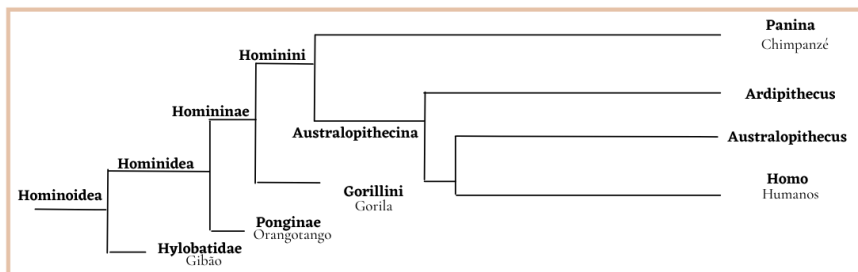 Panina
Chimpanzé
Hominini
Ardipithecus
Homininae
Australopithecina
Australopithecus
Hominidea
Homo
Humanos
Hominoidea
Gorillini
Gorila
Ponginae
Orangotango
Hylobatidae
Gibão